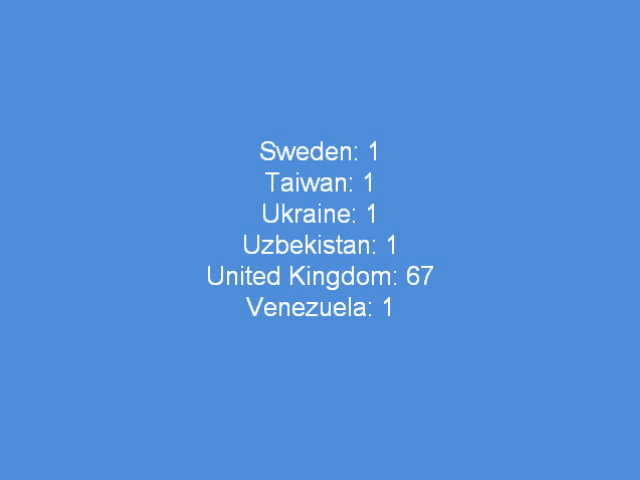 Sweden: 1
Taiwan: 1
Ukraine: 1
Uzbekistan: 1
United Kingdom: 67
Venezuela: 1